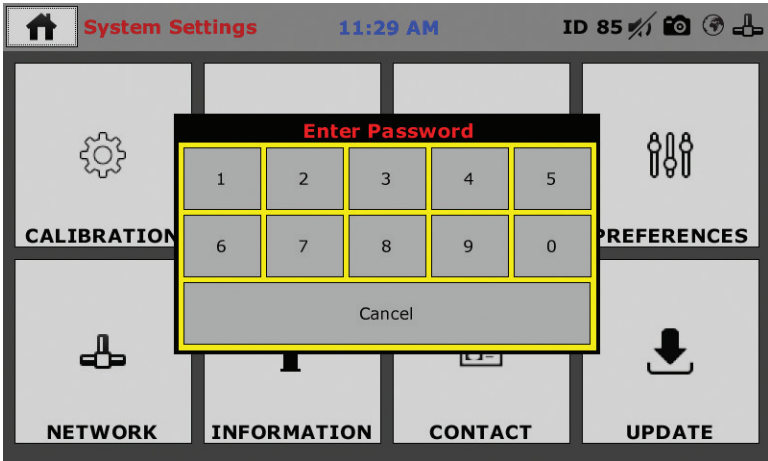 System Settings 11:29 AM ID 85
Enter Password
1 2 3 4 5
CALIBRATION PREFERENCES
6 7 8 9 0
Cancel
NETWORK INFORMATION CONTACT UPDATE